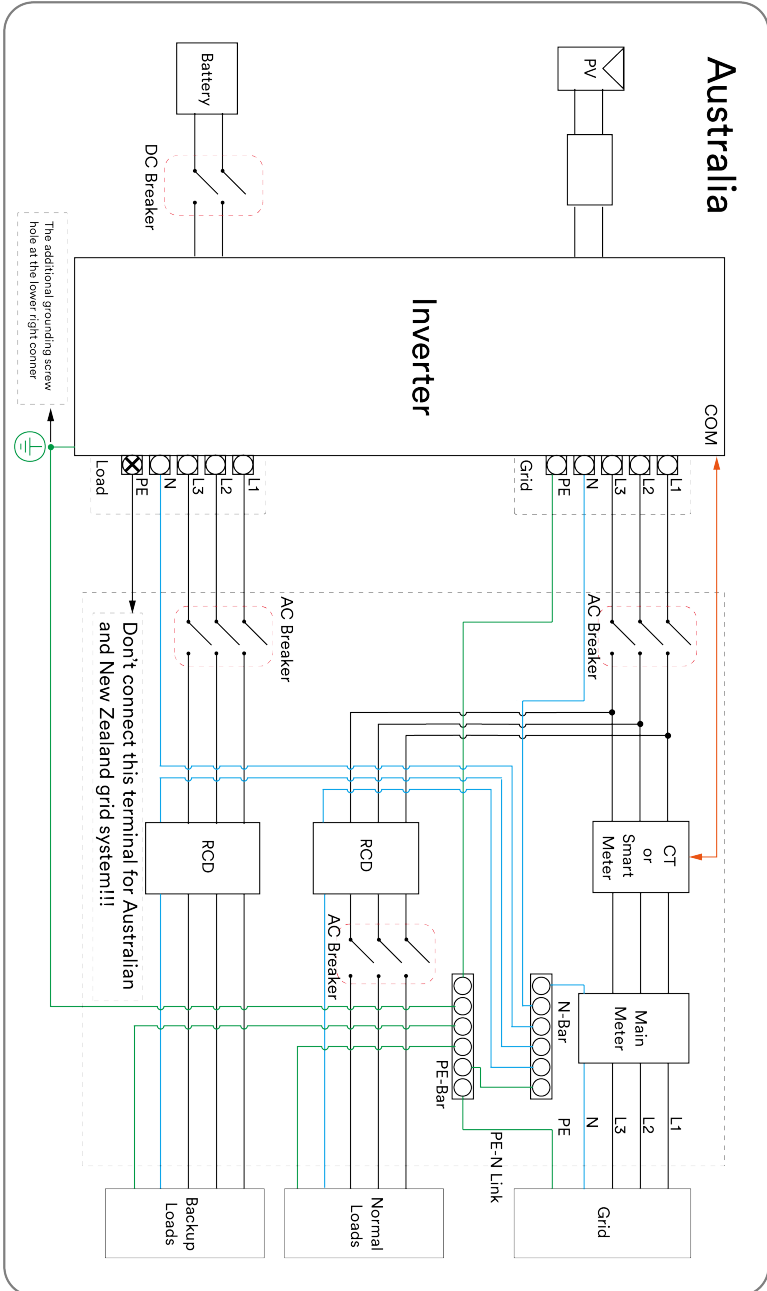 Australia
PV
Battery
DC Breaker
The additional grounding screw
hole at the lower right conner
Inverter
COM
L1
L2
L3
N
PE
Grid
L1
L2
L3
N
PE
Load
AC Breaker
AC Breaker
Don't connect this terminal for Australian
and New Zealand grid system!!!
CT
or
Smart
Meter
RCD
RCD
AC Breaker
Main
Meter
N-Bar
PE-Bar
L1
L2
L3
N
PE
PE-N Link
Grid
Normal
Loads
Backup
Loads